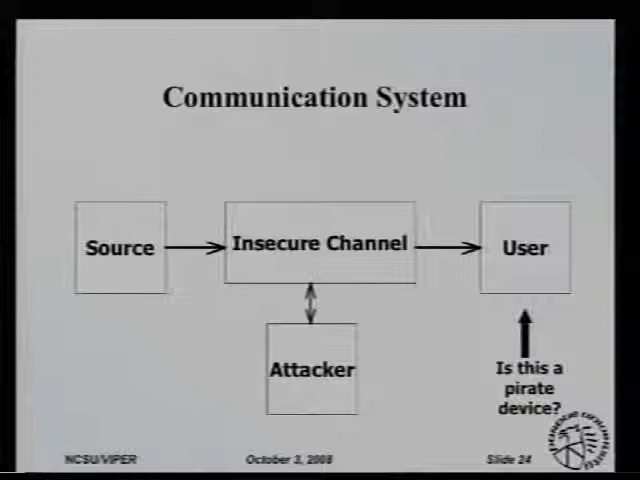 Communication System
Source
Insecure Channel
User
Attacker
Is this a
pirate
device?
NCSU/VIPER
October 3, 2008
Slide 24